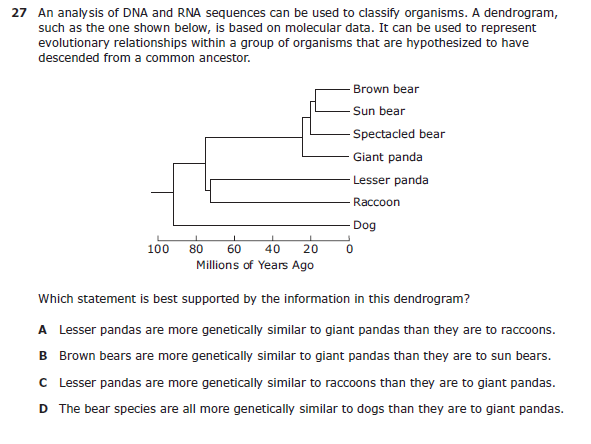 27 An analysis of DNA and RNA sequences can be used to classify organisms. A dendrogram,
such as the one shown below, is based on molecular data. It can be used to represent
evolutionary relationships within a group of organisms that are hypothesized to have
descended from a common ancestor.
Brown bear
Sun bear
Spectacled bear
Giant panda
Lesser panda
Raccoon
Dog
100 80 60 40 20 0
Millions of Years Ago
Which statement is best supported by the information in this dendrogram?
A Lesser pandas are more genetically similar to giant pandas than they are to raccoons.
B Brown bears are more genetically similar to giant pandas than they are to sun bears.
C Lesser pandas are more genetically similar to raccoons than they are to giant pandas.
D The bear species are all more genetically similar to dogs than they are to giant pandas.